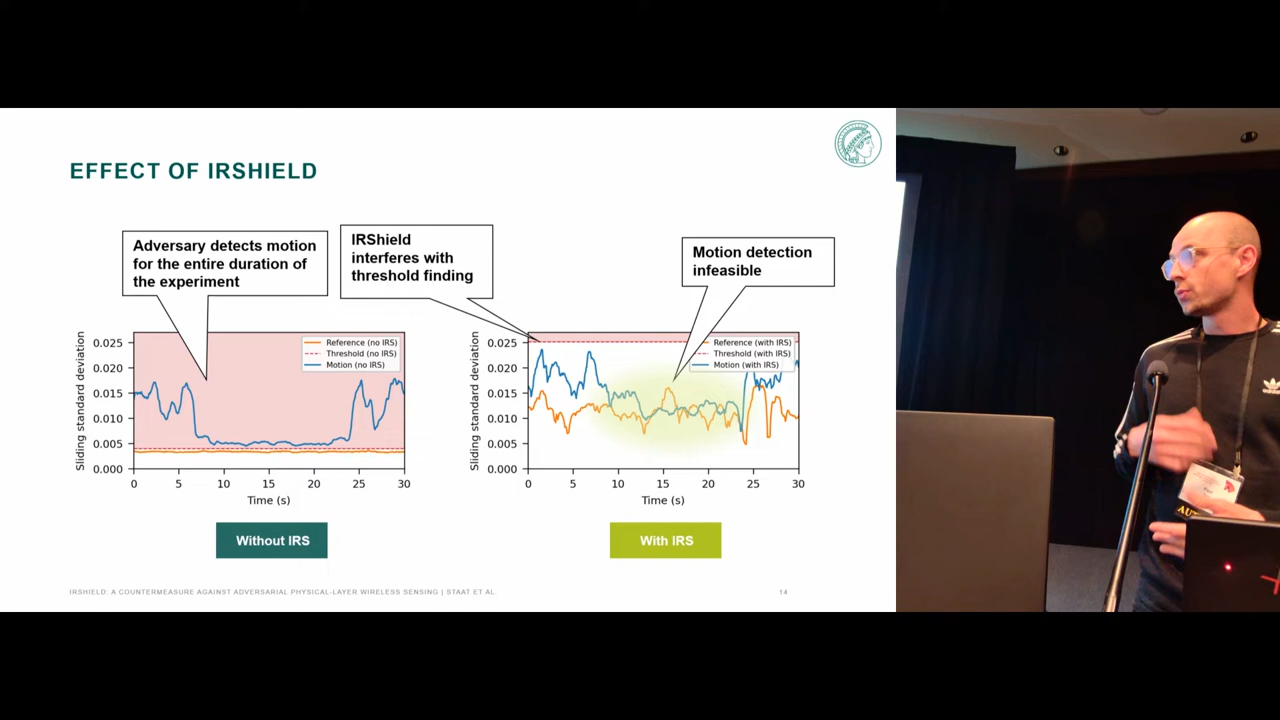 EFFECT OF IRSHIELD
Adversary detects motion
for the entire duration of
the experiment
IRShield
interferes with
threshold finding
Motion detection
infeasible
Sliding standard deviation
0.025
0.020
0.015
0.010
0.005
0.000
Reference (no IRS)
Threshold (no IRS)
Motion (no IRS)
0 5 10 15 20 25 30
Time (s)
Without IRS
Sliding standard deviation
0.025
0.020
0.015
0.010
0.005
0.000
Reference (with IRS)
Threshold (with IRS)
Motion (with IRS)
0 5 10 15 20 25 30
Time (s)
With IRS
IRSHIELD: A COUNTERMEASURE AGAINST ADVERSARIAL PHYSICAL-LAYER WIRELESS SENSING | STAAT ET AL.
14